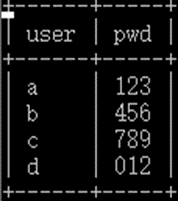 user | pwd
a | 123
b | 456
c | 789
d | 012